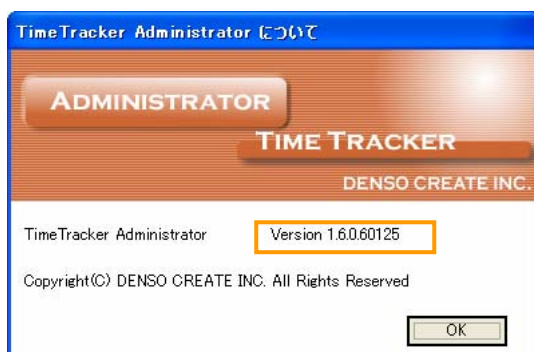 TimeTracker Administrator について
ADMINISTRATOR
TIME TRACKER
DENSO CREATE INC.
TimeTracker Administrator Version 1.6.0.60125
Copyright(C) DENSO CREATE INC. All Rights Reserved
OK